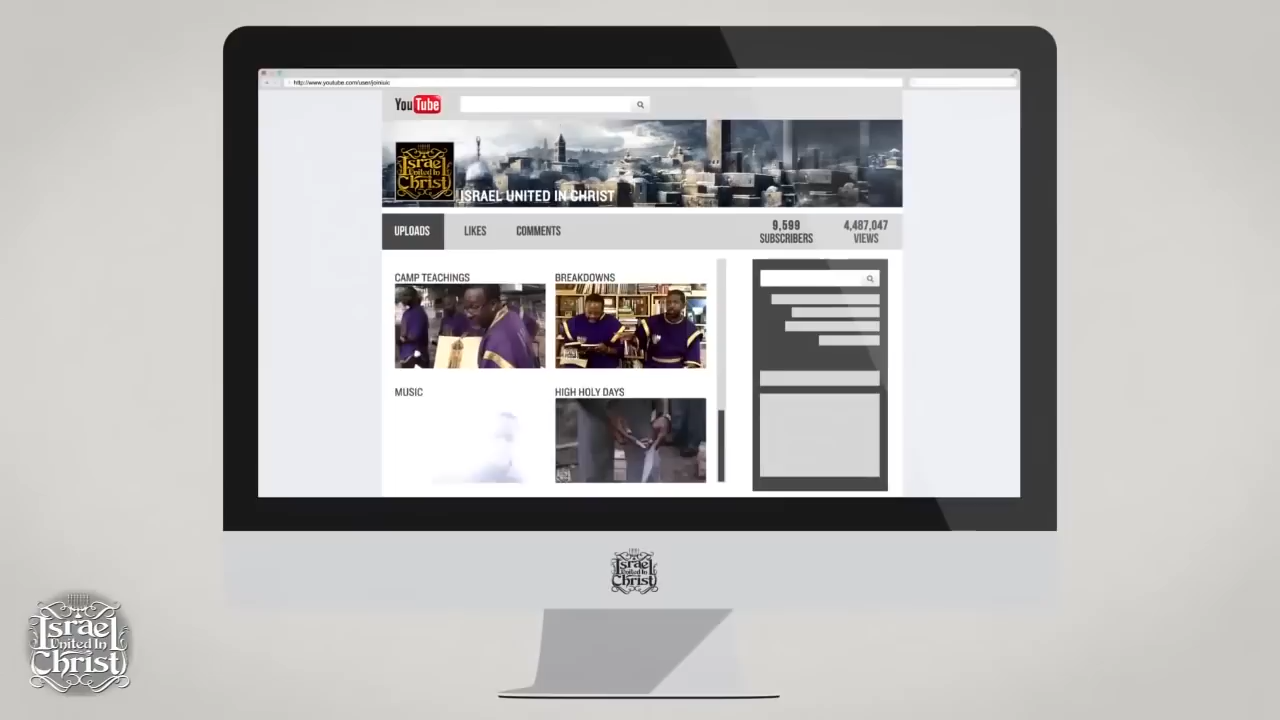 http://www.youtube.com/user/joiniuic
YouTube
Israel
United In
Christ
ISRAEL UNITED IN CHRIST
UPLOADS
LIKES
COMMENTS
9,599
SUBSCRIBERS
4,487,047
VIEWS
CAMP TEACHINGS
BREAKDOWNS
MUSIC
HIGH HOLY DAYS
Israel
United In
Christ
Israel
United In
Christ